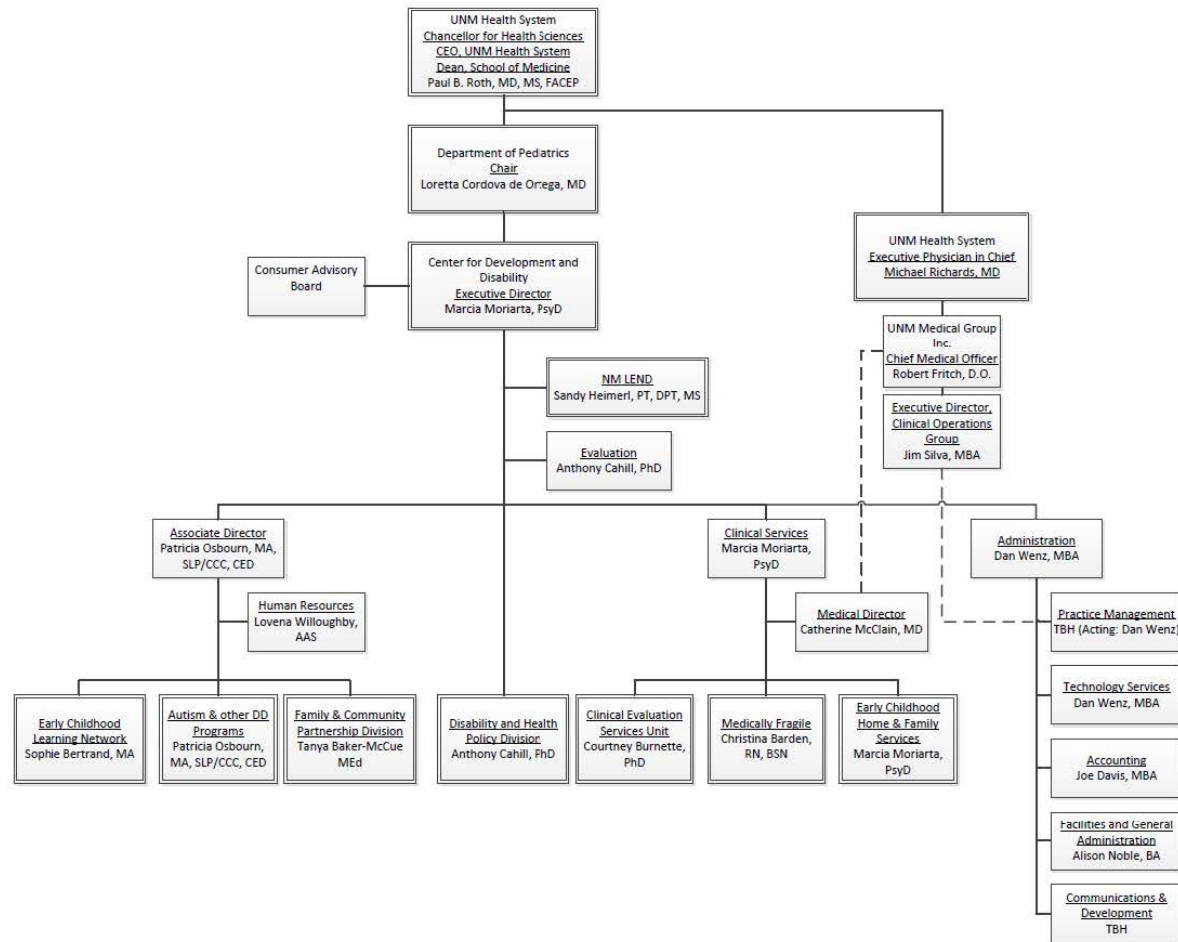 UNM Health System
Chancellor for Health Sciences
CEO, UNM Health System
Dean, School of Medicine
Paul B. Roth, MD, MS, FACEP
Department of Pediatrics
Chair
Loretta Cordova de Ortega, MD
UNM Health System
Executive Physician in Chief
Michael Richards, MD
Consumer Advisory
Board
Center for Development and
Disability
Executive Director
Marcia Moriarta, PsyD
UNM Medical Group
Inc.
Chief Medical Officer
Robert Fritch, D.O.
NM LEND
Sandy Heimerl, PT, DPT, MS
Executive Director,
Clinical Operations
Group
Jim Silva, MBA
Evaluation
Anthony Cahill, PhD
Associate Director
Patricia Osbourn, MA,
SLP/CCC, CED
Clinical Services
Marcia Moriarta,
PsyD
Administration
Dan Wenz, MBA
Human Resources
Lovena Willoughby,
AAS
Medical Director
Catherine McClain, MD
Practice Management
TBH (Acting: Dan Wenz)
Early Childhood
Learning Network
Sophie Bertrand, MA
Autism & other DD
Programs
Patricia Osbourn,
MA, SLP/CCC, CED
Family & Community
Partnership Division
Tanya Baker-McCue
MEd
Disability and Health
Policy Division
Anthony Cahill, PhD
Clinical Evaluation
Services Unit
Courtney Burnette,
PhD
Medically Fragile
Christina Barden,
RN, BSN
Early Childhood
Home & Family
Services
Marcia Moriarta,
PsyD
Technology Services
Dan Wenz, MBA
Accounting
Joe Davis, MBA
Facilities and General
Administration
Alison Noble, BA
Communications &
Development
TBH